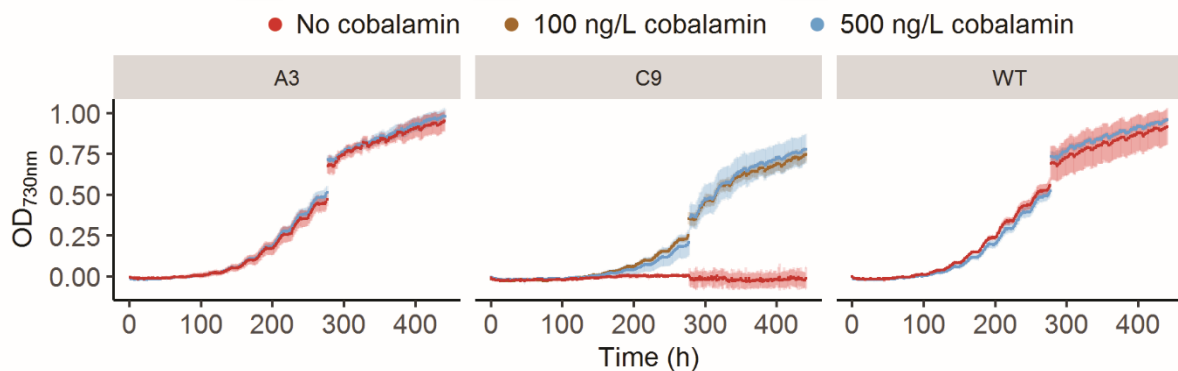 No cobalamin 100 ng/L cobalamin 500 ng/L cobalamin
A3 C9 WT
1.00
0.75
0.50
0.25
0.00
OD730nm
0 100 200 300 400 0 100 200 300 400 0 100 200 300 400
Time (h)